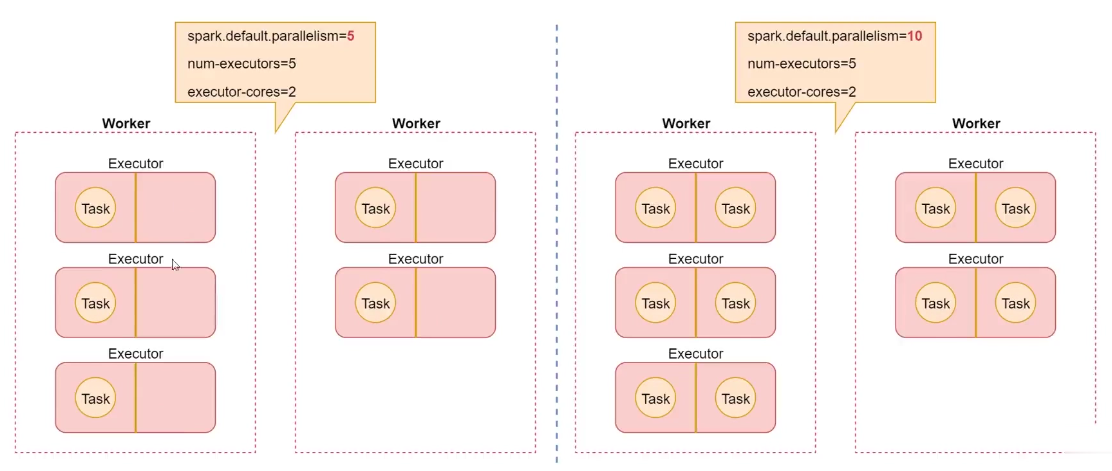 spark.default.parallelism=5
num-executors=5
executor-cores=2
Worker
Executor
Task
Executor
Task
Executor
Task
Worker
Executor
Task
Executor
Task
spark.default.parallelism=10
num-executors=5
executor-cores=2
Worker
Executor
Task Task
Executor
Task Task
Executor
Task Task
Worker
Executor
Task Task
Executor
Task Task